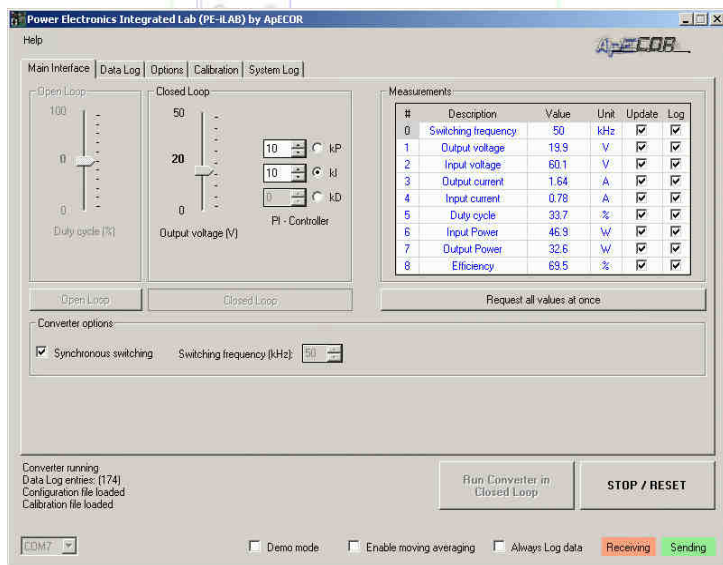 Power Electronics Integrated Lab (PE-iLAB) by ApECOR
Help
ApECOR
Main Interface Data Log Options Calibration System Log
Open Loop
100
0
0
Duty cycle (%)
Closed Loop
50
20
0
Output voltage (V)
10 kP
10 kI
0 kD
PI - Controller
Measurements
# Description Value Unit Update Log
0 Switching frequency 50 kHz
1 Output voltage 19.9 V
2 Input voltage 60.1 V
3 Output current 1.64 A
4 Input current 0.78 A
5 Duty cycle 33.7 %
6 Input Power 46.9 W
7 Output Power 32.6 W
8 Efficiency 69.5 %
Open Loop Closed Loop Request all values at once
Converter options
Synchronous switching Switching frequency (kHz): 50
Converter running
Data Log entries: (174)
Configuration file loaded
Calibration file loaded
Run Converter in
Closed Loop
STOP / RESET
COM7 Demo mode Enable moving averaging Always Log data Receiving Sending